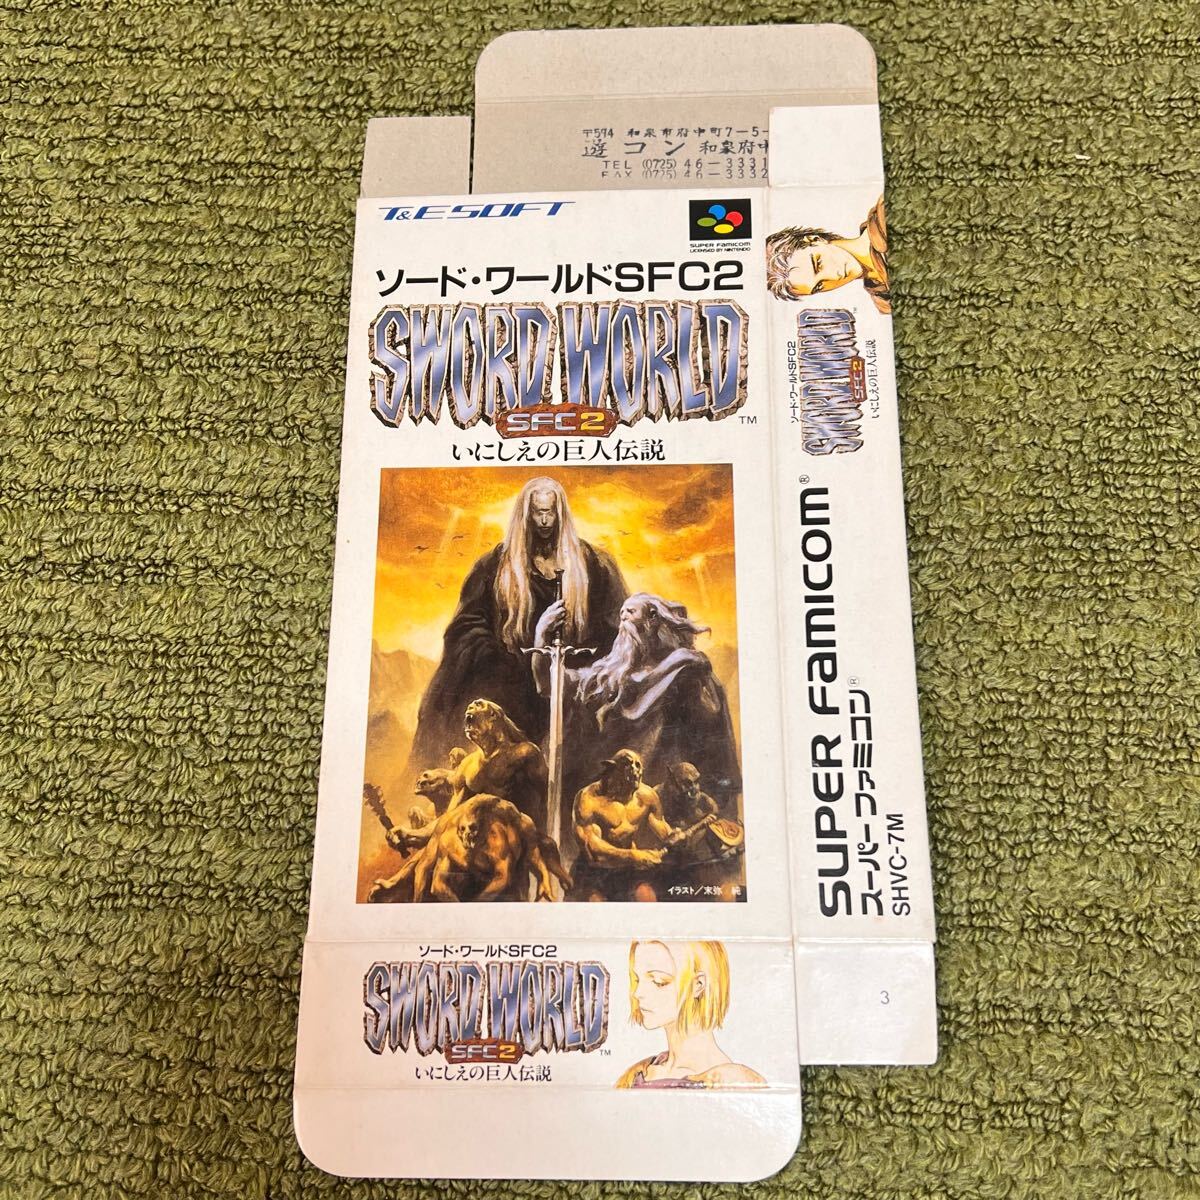 〒594 和泉市府中町7-5-
遊コン 和泉府中
TEL (0725) 46-3331
FAX (0725) 46-3332
T&E SOFT
SUPER Famicom
LICENSED BY NINTENDO
ソード・ワールドSFC2
SWORD WORLD
SFC2
TM
いにしえの巨人伝説
イラスト/末弥 純
ソード・ワールドSFC2
SWORD WORLD
SFC2
TM
いにしえの巨人伝説
ソード・ワールドSFC2
SWORD WORLD
SFC2
いにしえの巨人伝説
SUPER Famicom®
スーパーファミコン®
SHVC-7M
3